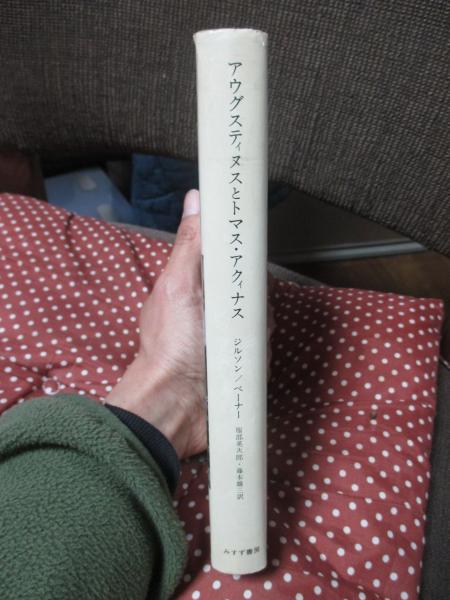 アウグスティヌスとトマス・アクィナス
ジルソン／ベーナー
服部英次郎・藤本雄三訳
みすず書房